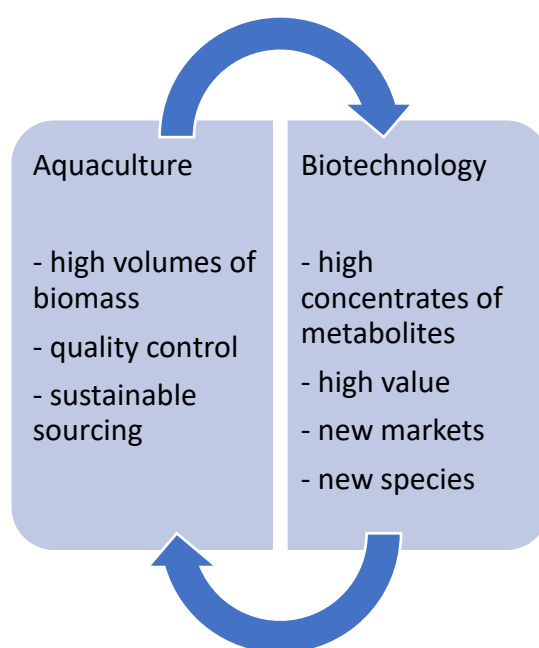 Aquaculture
- high volumes of
biomass
- quality control
- sustainable
sourcing
Biotechnology
- high
concentrates of
metabolites
- high value
- new markets
- new species